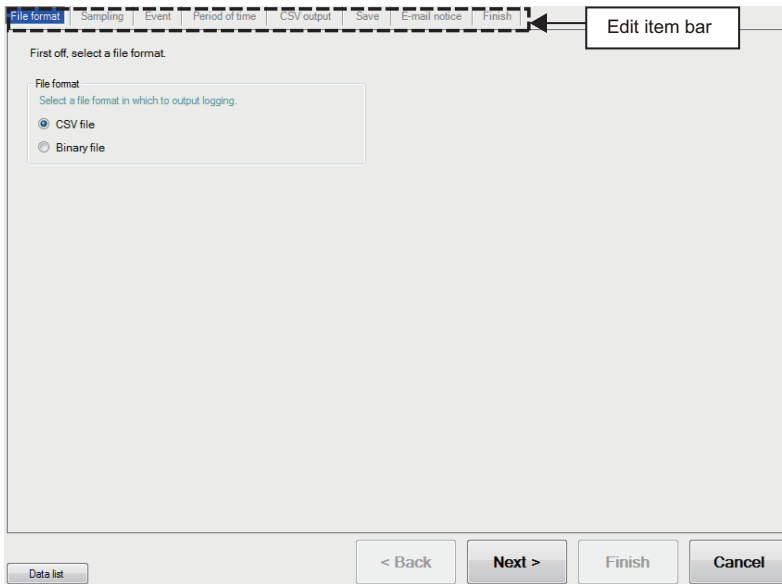 File format Sampling Event Period of time CSV output Save E-mail notice Finish
Edit item bar
First off, select a file format.
File format
Select a file format in which to output logging.
CSV file
Binary file
< Back Next > Finish Cancel
Data list